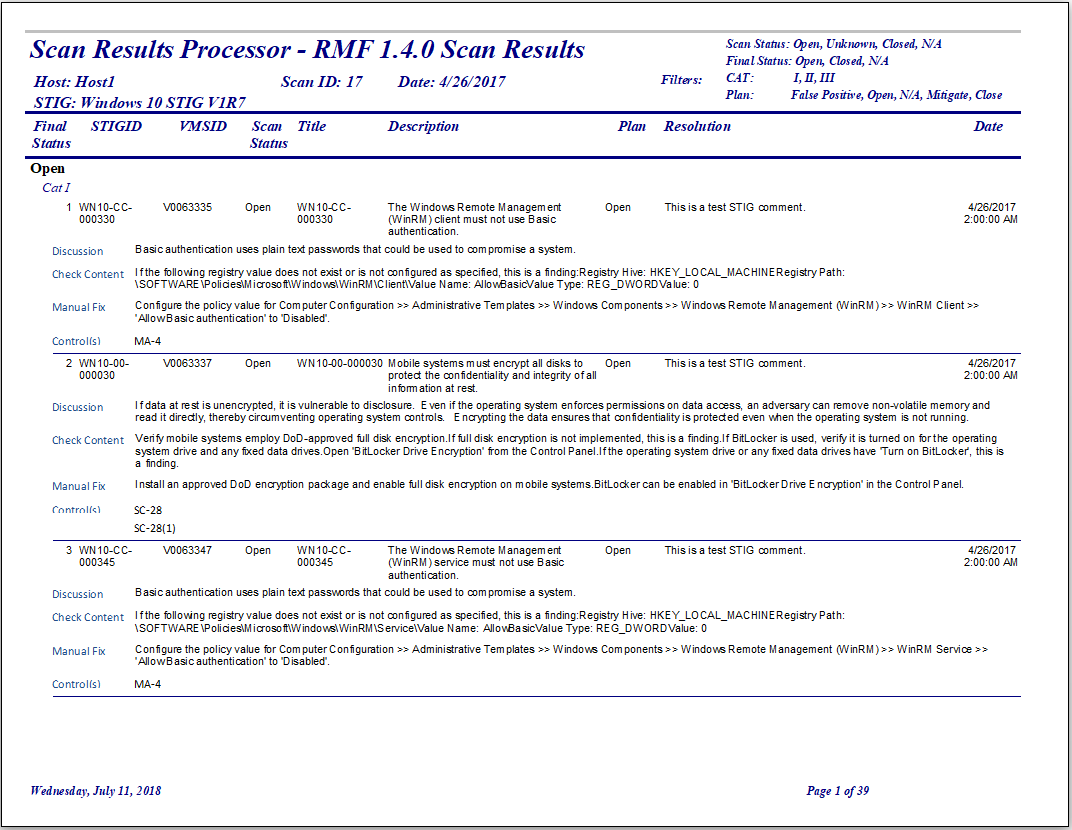 Scan Results Processor - RMF 1.4.0 Scan Results
Scan Status: Open, Unknown, Closed, N/A
Final Status: Open, Closed, N/A
Host: Host1 Scan ID: 17 Date: 4/26/2017 Filters: CAT: I, II, III
Plan: False Positive, Open, N/A, Mitigate, Close
STIG: Windows 10 STIG V1R7
Final Status STIGID VMSID Scan Status Title Description Plan Resolution Date
Open
Cat I
1 WN10-CC- V0063335 Open WN10-CC- The Windows Remote Management Open This is a test STIG comment. 4/26/2017
000330 000330 (WinRM) client must not use Basic 2:00:00 AM
authentication.
Discussion Basic authentication uses plain text passwords that could be used to compromise a system.
Check Content If the following registry value does not exist or is not configured as specified, this is a finding:Registry Hive: HKEY_LOCAL_MACHINERegistry Path:
\SOFTWARE\Policies\Microsoft\Windows\WinRM\Client\Value Name: AllowBasicValue Type: REG_DWORDValue: 0
Manual Fix Configure the policy value for Computer Configuration >> Administrative Templates >> Windows Components >> Windows Remote Management (WinRM) >> WinRM Client >>
'Allow Basic authentication' to 'Disabled'.
Control(s) MA-4
2 WN10-00- V0063337 Open WN10-00-000030 Mobile systems must encrypt all disks to Open This is a test STIG comment. 4/26/2017
000030 protect the confidentiality and integrity of all 2:00:00 AM
information at rest.
Discussion If data at rest is unencrypted, it is vulnerable to disclosure. Even if the operating system enforces permissions on data access, an adversary can remove non-volatile memory and
read it directly, thereby circumventing operating system controls. Encrypting the data ensures that confidentiality is protected even when the operating system is not running.
Check Content Verify mobile systems employ DoD-approved full disk encryption.If full disk encryption is not implemented, this is a finding.If BitLocker is used, verify it is turned on for the operating
system drive and any fixed data drives.Open 'BitLocker Drive Encryption' from the Control Panel.If the operating system drive or any fixed data drives have 'Turn on BitLocker', this is
a finding.
Manual Fix Install an approved DoD encryption package and enable full disk encryption on mobile systems.BitLocker can be enabled in 'BitLocker Drive Encryption' in the Control Panel.
Control(s) SC-28
SC-28(1)
3 WN10-CC- V0063347 Open WN10-CC- The Windows Remote Management Open This is a test STIG comment. 4/26/2017
000345 000345 (WinRM) service must not use Basic 2:00:00 AM
authentication.
Discussion Basic authentication uses plain text passwords that could be used to compromise a system.
Check Content If the following registry value does not exist or is not configured as specified, this is a finding:Registry Hive: HKEY_LOCAL_MACHINERegistry Path:
\SOFTWARE\Policies\Microsoft\Windows\WinRM\Service\Value Name: AllowBasicValue Type: REG_DWORDValue: 0
Manual Fix Configure the policy value for Computer Configuration >> Administrative Templates >> Windows Components >> Windows Remote Management (WinRM) >> WinRM Service >>
'Allow Basic authentication' to 'Disabled'.
Control(s) MA-4
Wednesday, July 11, 2018 Page 1 of 39